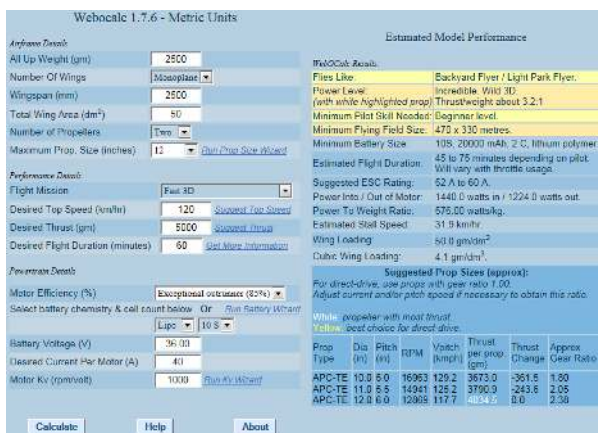 Webocalc 1.7.6 - Metric Units
Airframe Details
All Up Weight (gm) 2500
Number Of Wings Monoplane
Wingspan (mm) 2500
Total Wing Area (dm²) 50
Number of Propellers Two
Maximum Prop. Size (inches) 12 Run Prop Size Wizard
Performance Details
Flight Mission Fast 3D
Desired Top Speed (km/hr) 120 Suggest Top Speed
Desired Thrust (gm) 5000 Suggest Thrust
Desired Flight Duration (minutes) 60 Get More Information
Powertrain Details
Motor Efficiency (%) Exceptional outrunner (85%)
Select battery chemistry & cell count below Or Run Battery Wizard
Lipo 10 S
Battery Voltage (V) 36.00
Desired Current Per Motor (A) 40
Motor Kv (rpm/volt) 1000 Run Kv Wizard
Calculate Help About
Estimated Model Performance
WebOCalc Results:
Flies Like: Backyard Flyer / Light Park Flyer.
Power Level: Incredible. Wild 3D.
(with white highlighted prop) Thrust/weight about 3.2:1
Minimum Pilot Skill Needed: Beginner level.
Minimum Flying Field Size: 470 x 330 metres.
Minimum Battery Size: 10S, 20000 mAh, 2 C, lithium polymer
Estimated Flight Duration: 45 to 75 minutes depending on pilot.
Will vary with throttle usage.
Suggested ESC Rating: 52 A to 60 A.
Power Into / Out of Motor: 1440.0 watts in / 1224.0 watts out.
Power To Weight Ratio: 576.00 watts/kg.
Estimated Stall Speed: 31.9 km/hr.
Wing Loading: 50.0 gm/dm²
Cubic Wing Loading: 4.1 gm/dm³.
Suggested Prop Sizes (approx):
For direct-drive, use props with gear ratio 1.00.
Adjust current and/or pitch speed if necessary to obtain this ratio.
White: propeller with most thrust.
Yellow: best choice for direct drive.
Prop Type Dia (in) Pitch (in) RPM Vpitch (kmph) Thrust per prop (gm) Thrust Change Approx Gear Ratio
APC-TE 10.0 5.0 16963 129.2 3673.0 -361.5 1.80
APC-TE 11.0 5.5 14941 125.2 3790.9 -243.6 2.05
APC-TE 12.0 6.0 12869 117.7 4034.5 0.0 2.38